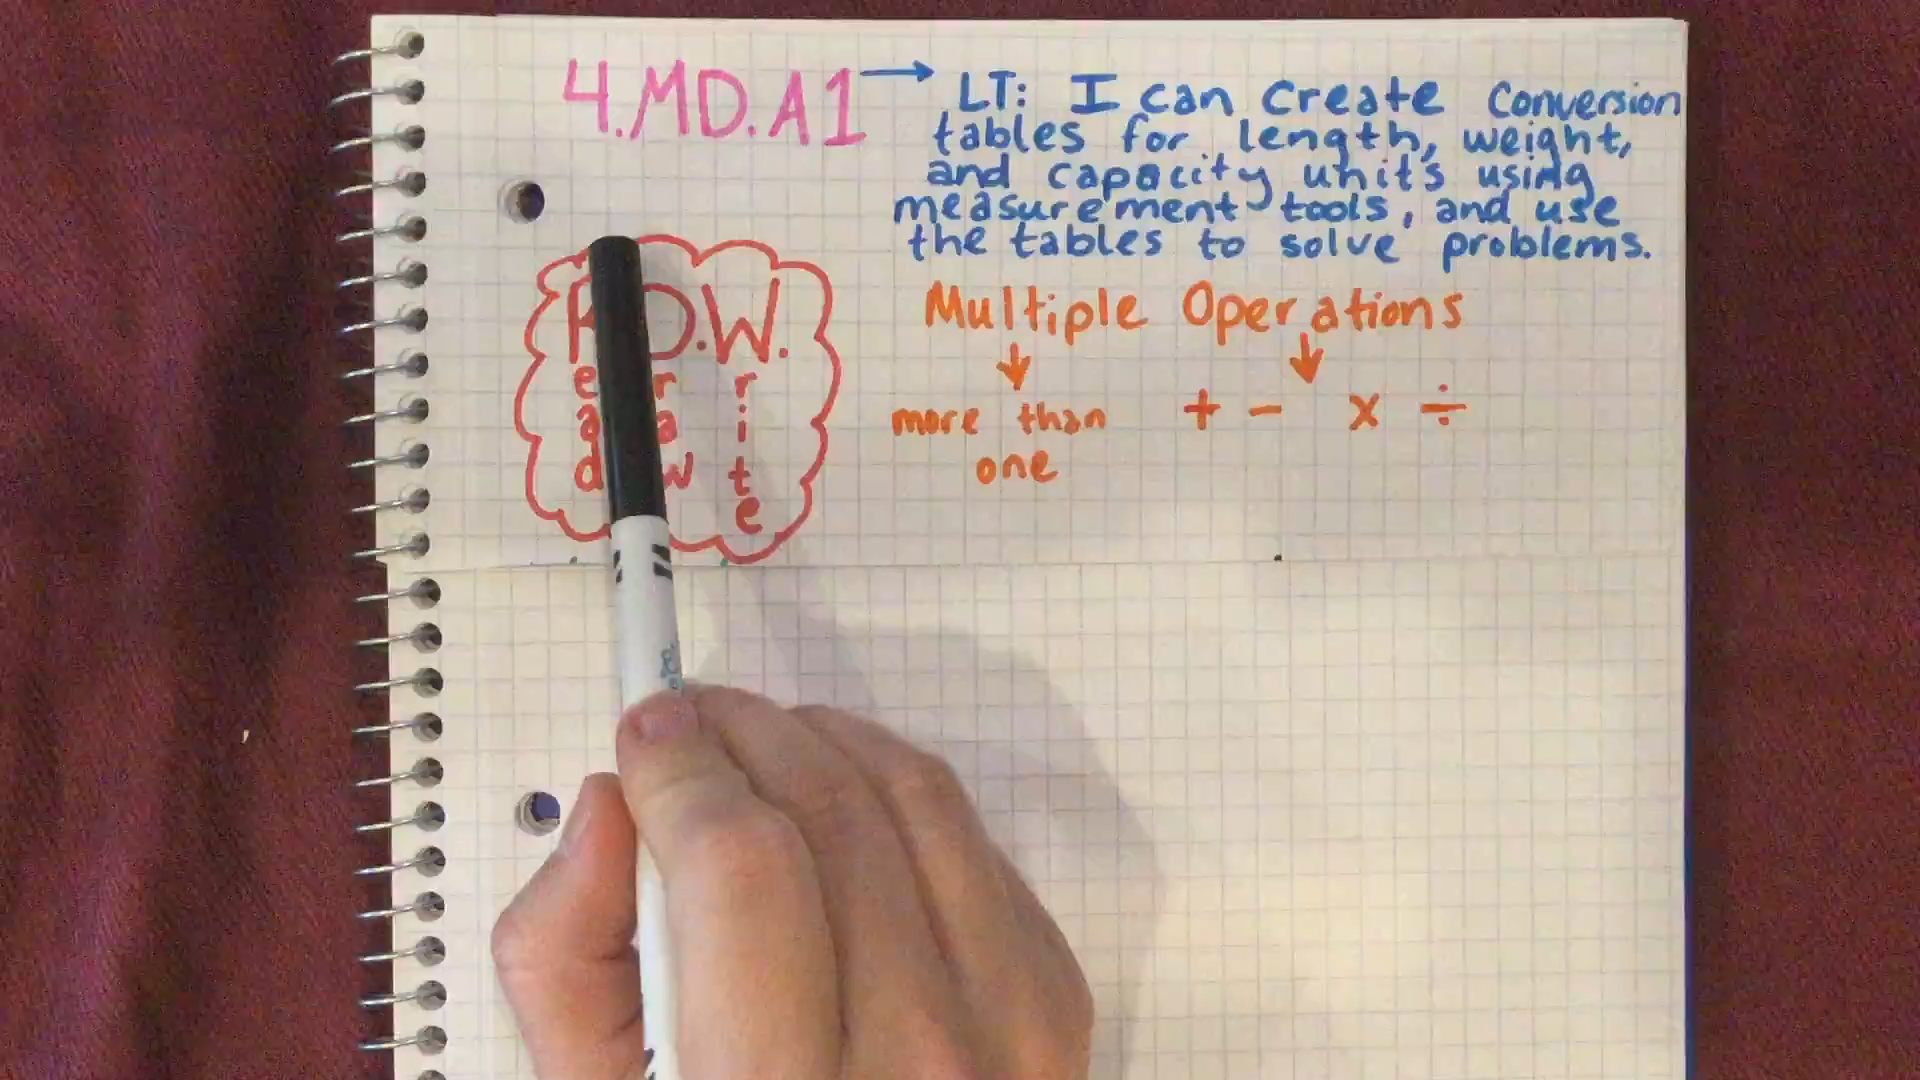 4.MD.A1 → LT: I can create conversion
tables for length, weight,
and capacity units using
measurement tools, and use
the tables to solve problems.
D.W.
e r r
a a i
d w t
e
Multiple Operations
more than + - x ÷
one